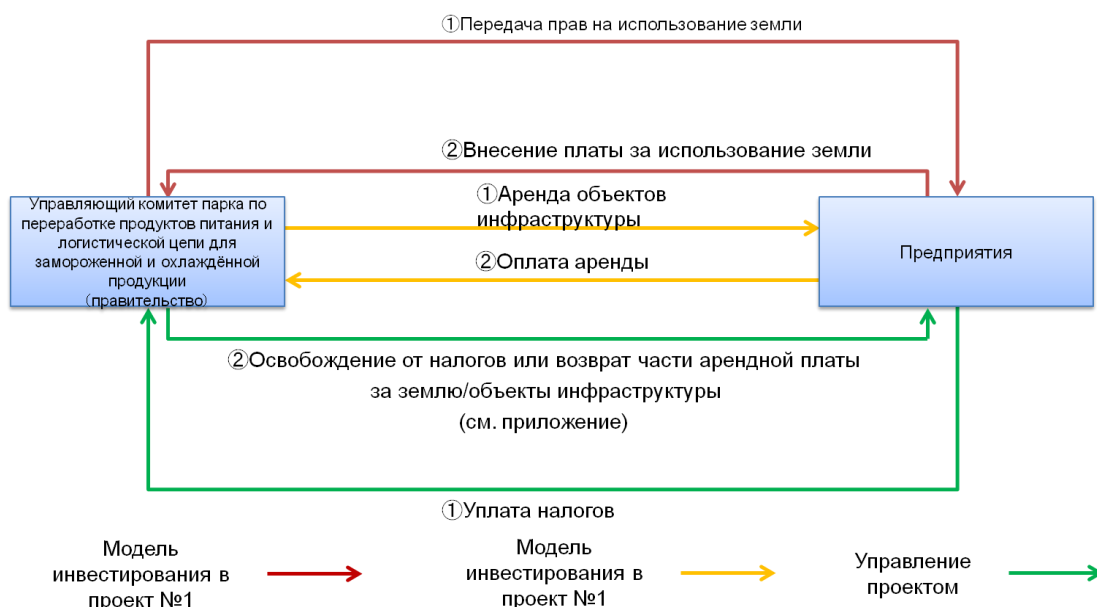 ①Передача прав на использование земли
②Внесение платы за использование земли
①Аренда объектов
инфраструктуры
Управляющий комитет парка по
переработке продуктов питания и
логистической цепи для
замороженной и охлаждённой
продукции
(правительство)
Предприятия
②Оплата аренды
②Освобождение от налогов или возврат части арендной платы
за землю/объекты инфраструктуры
(см. приложение)
①Уплата налогов
Модель
инвестирования в
проект №1
Модель
инвестирования в
проект №1
Управление
проектом